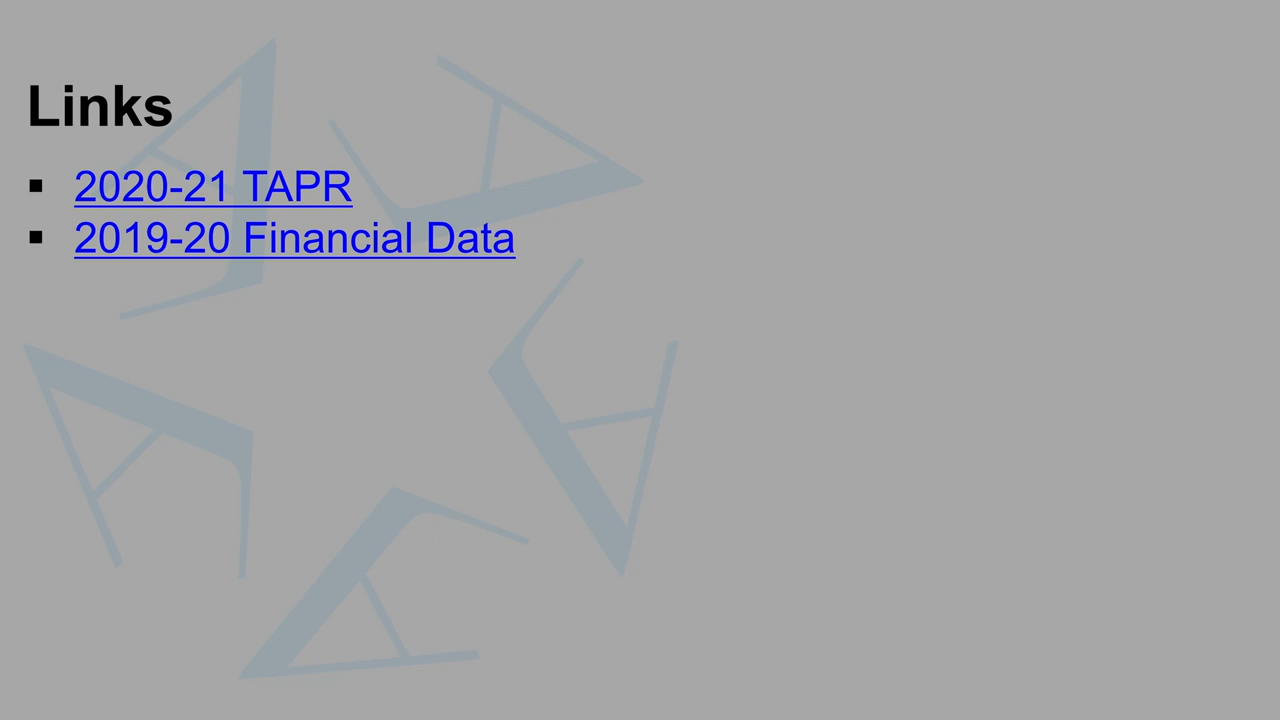 Links
▪ 2020-21 TAPR
▪ 2019-20 Financial Data